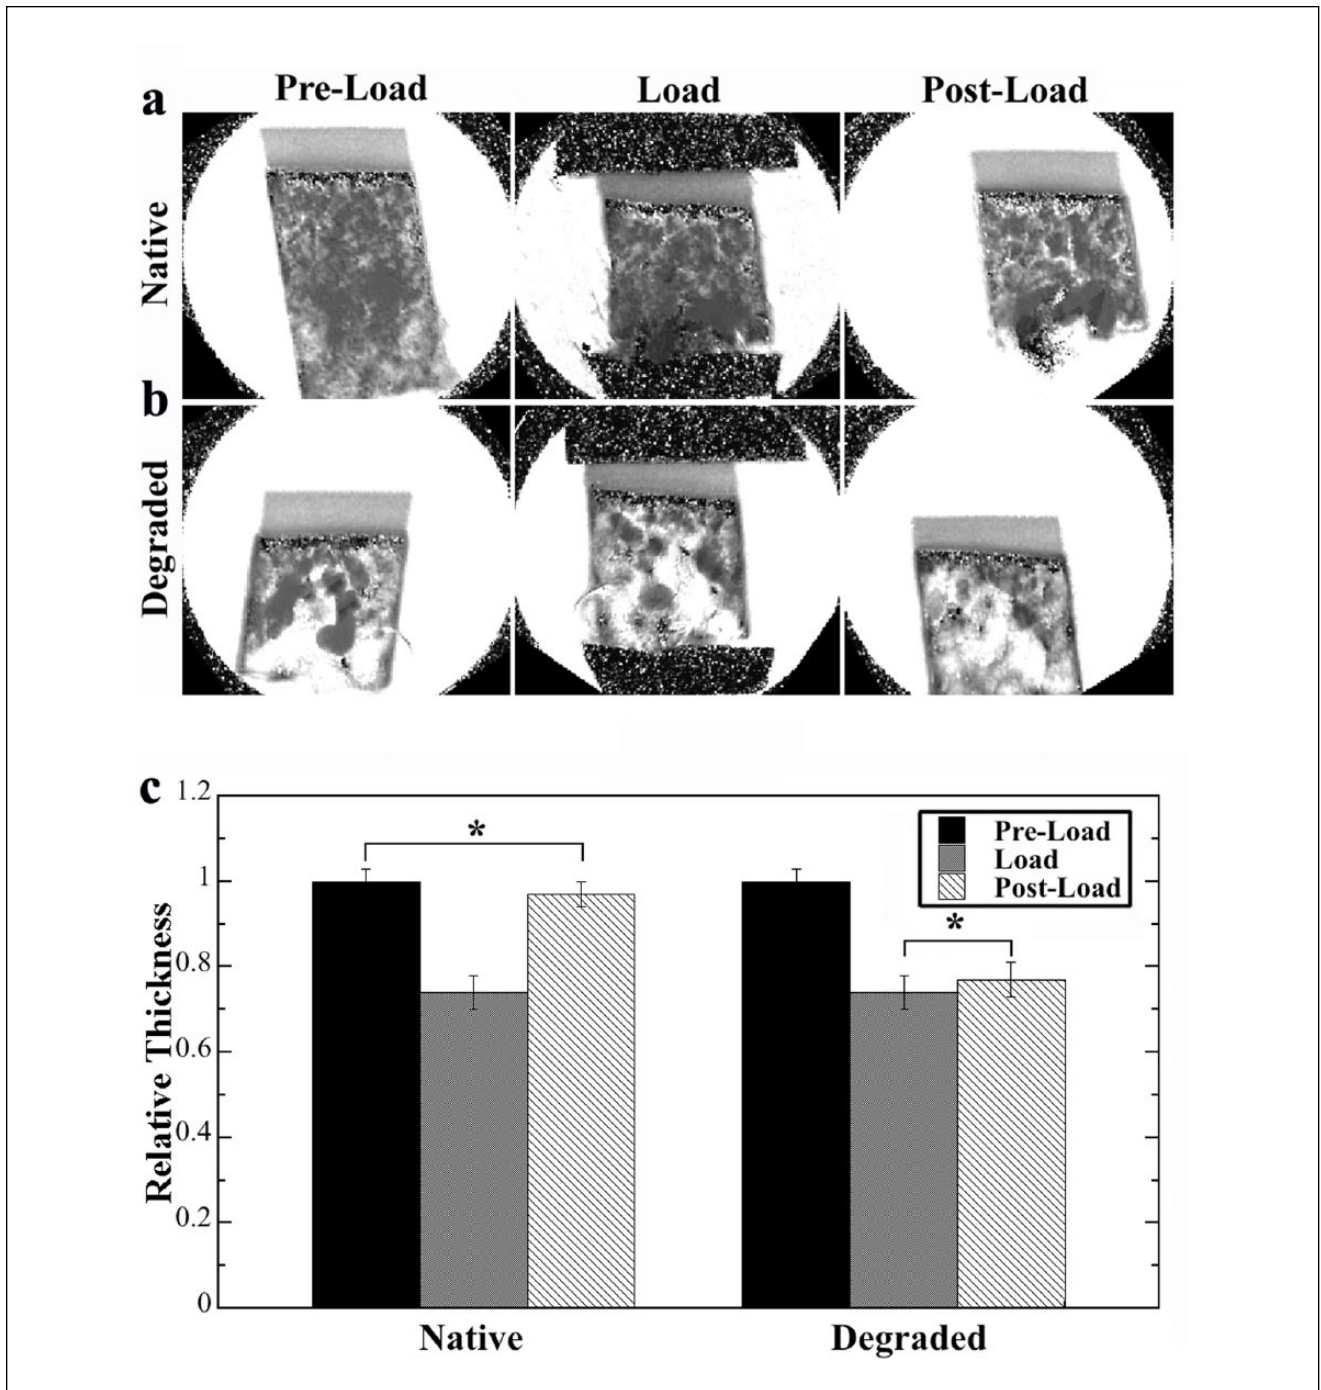 Pre-Load Load Post-Load
a
Native
b
Degraded
c
1.2
1
0.8
0.6
0.4
0.2
0
Relative Thickness
*
*
Pre-Load
Load
Post-Load
Native Degraded